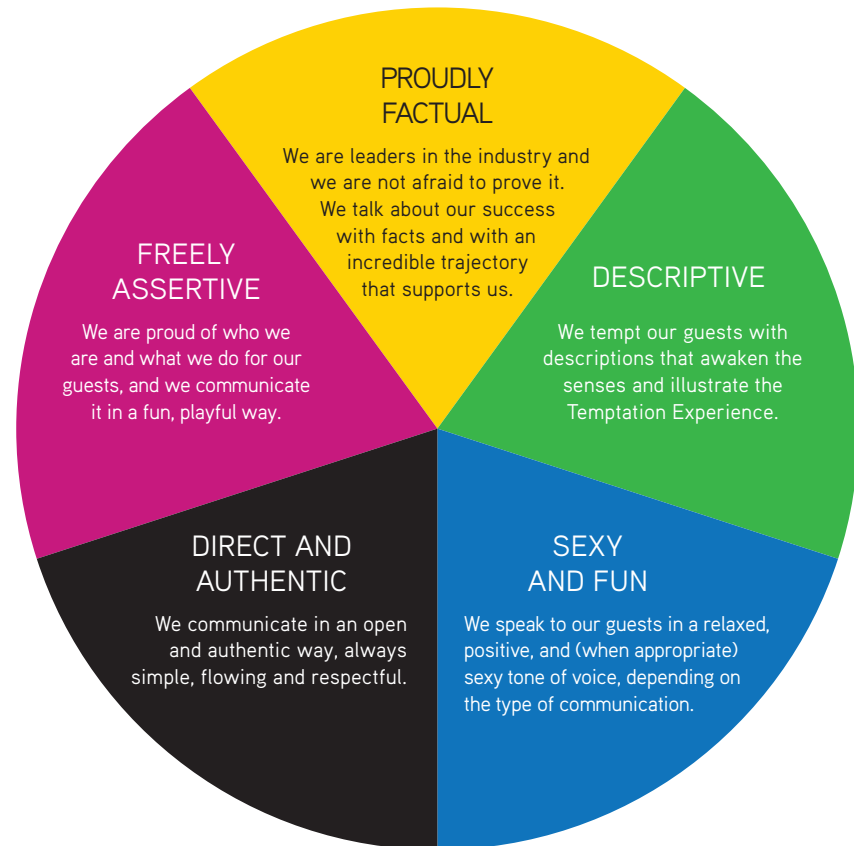 PROUDLY
FACTUAL
We are leaders in the industry and
we are not afraid to prove it.
We talk about our success
with facts and with an
incredible trajectory
that supports us.
DESCRIPTIVE
We tempt our guests with
descriptions that awaken the
senses and illustrate the
Temptation Experience.
SEXY
AND FUN
We speak to our guests in a relaxed,
positive, and (when appropriate)
sexy tone of voice, depending on
the type of communication.
DIRECT AND
AUTHENTIC
We communicate in an open
and authentic way, always
simple, flowing and respectful.
FREELY
ASSERTIVE
We are proud of who we
are and what we do for our
guests, and we communicate
it in a fun, playful way.